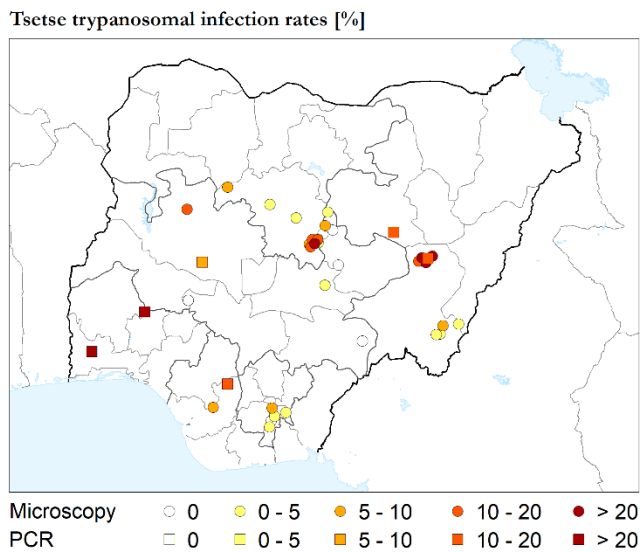 Tsetse trypanosomal infection rates [%]
Microscopy 0 0 - 5 5 - 10 10 - 20 > 20
PCR 0 0 - 5 5 - 10 10 - 20 > 20